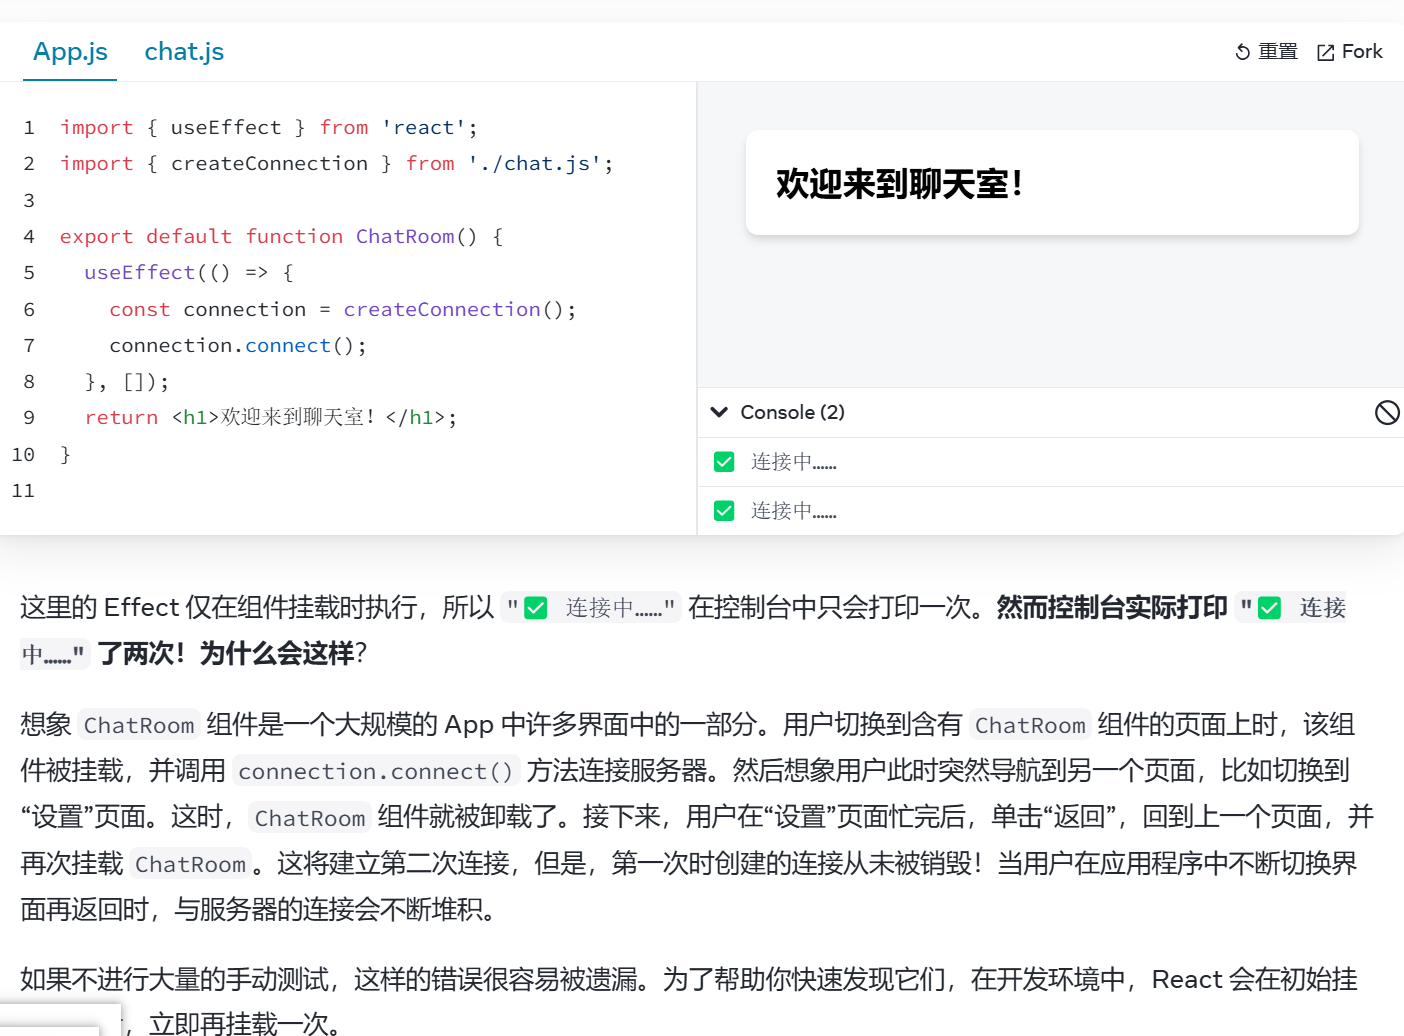 App.js chat.js 重置 Fork
1 import { useEffect } from 'react';
2 import { createConnection } from './chat.js';
3
4 export default function ChatRoom() {
5 useEffect(() => {
6 const connection = createConnection();
7 connection.connect();
8 }, []);
9 return <h1>欢迎来到聊天室！</h1>;
10 }
11
欢迎来到聊天室！
Console (2)
✅ 连接中……
✅ 连接中……
这里的 Effect 仅在组件挂载时执行，所以 "✅ 连接中……" 在控制台中只会打印一次。然而控制台实际打印 "✅ 连接
中……" 了两次！为什么会这样？
想象 ChatRoom 组件是一个大规模的 App 中许多界面中的一部分。用户切换到含有 ChatRoom 组件的页面上时，该组
件被挂载，并调用 connection.connect() 方法连接服务器。然后想象用户此时突然导航到另一个页面，比如切换到
“设置”页面。这时，ChatRoom 组件就被卸载了。接下来，用户在“设置”页面忙完后，单击“返回”，回到上一个页面，并
再次挂载 ChatRoom。这将建立第二次连接，但是，第一次时创建的连接从未被销毁！当用户在应用程序中不断切换界
面再返回时，与服务器的连接会不断堆积。
如果不进行大量的手动测试，这样的错误很容易被遗漏。为了帮助你快速发现它们，在开发环境中，React 会在初始挂
，立即再挂载一次。